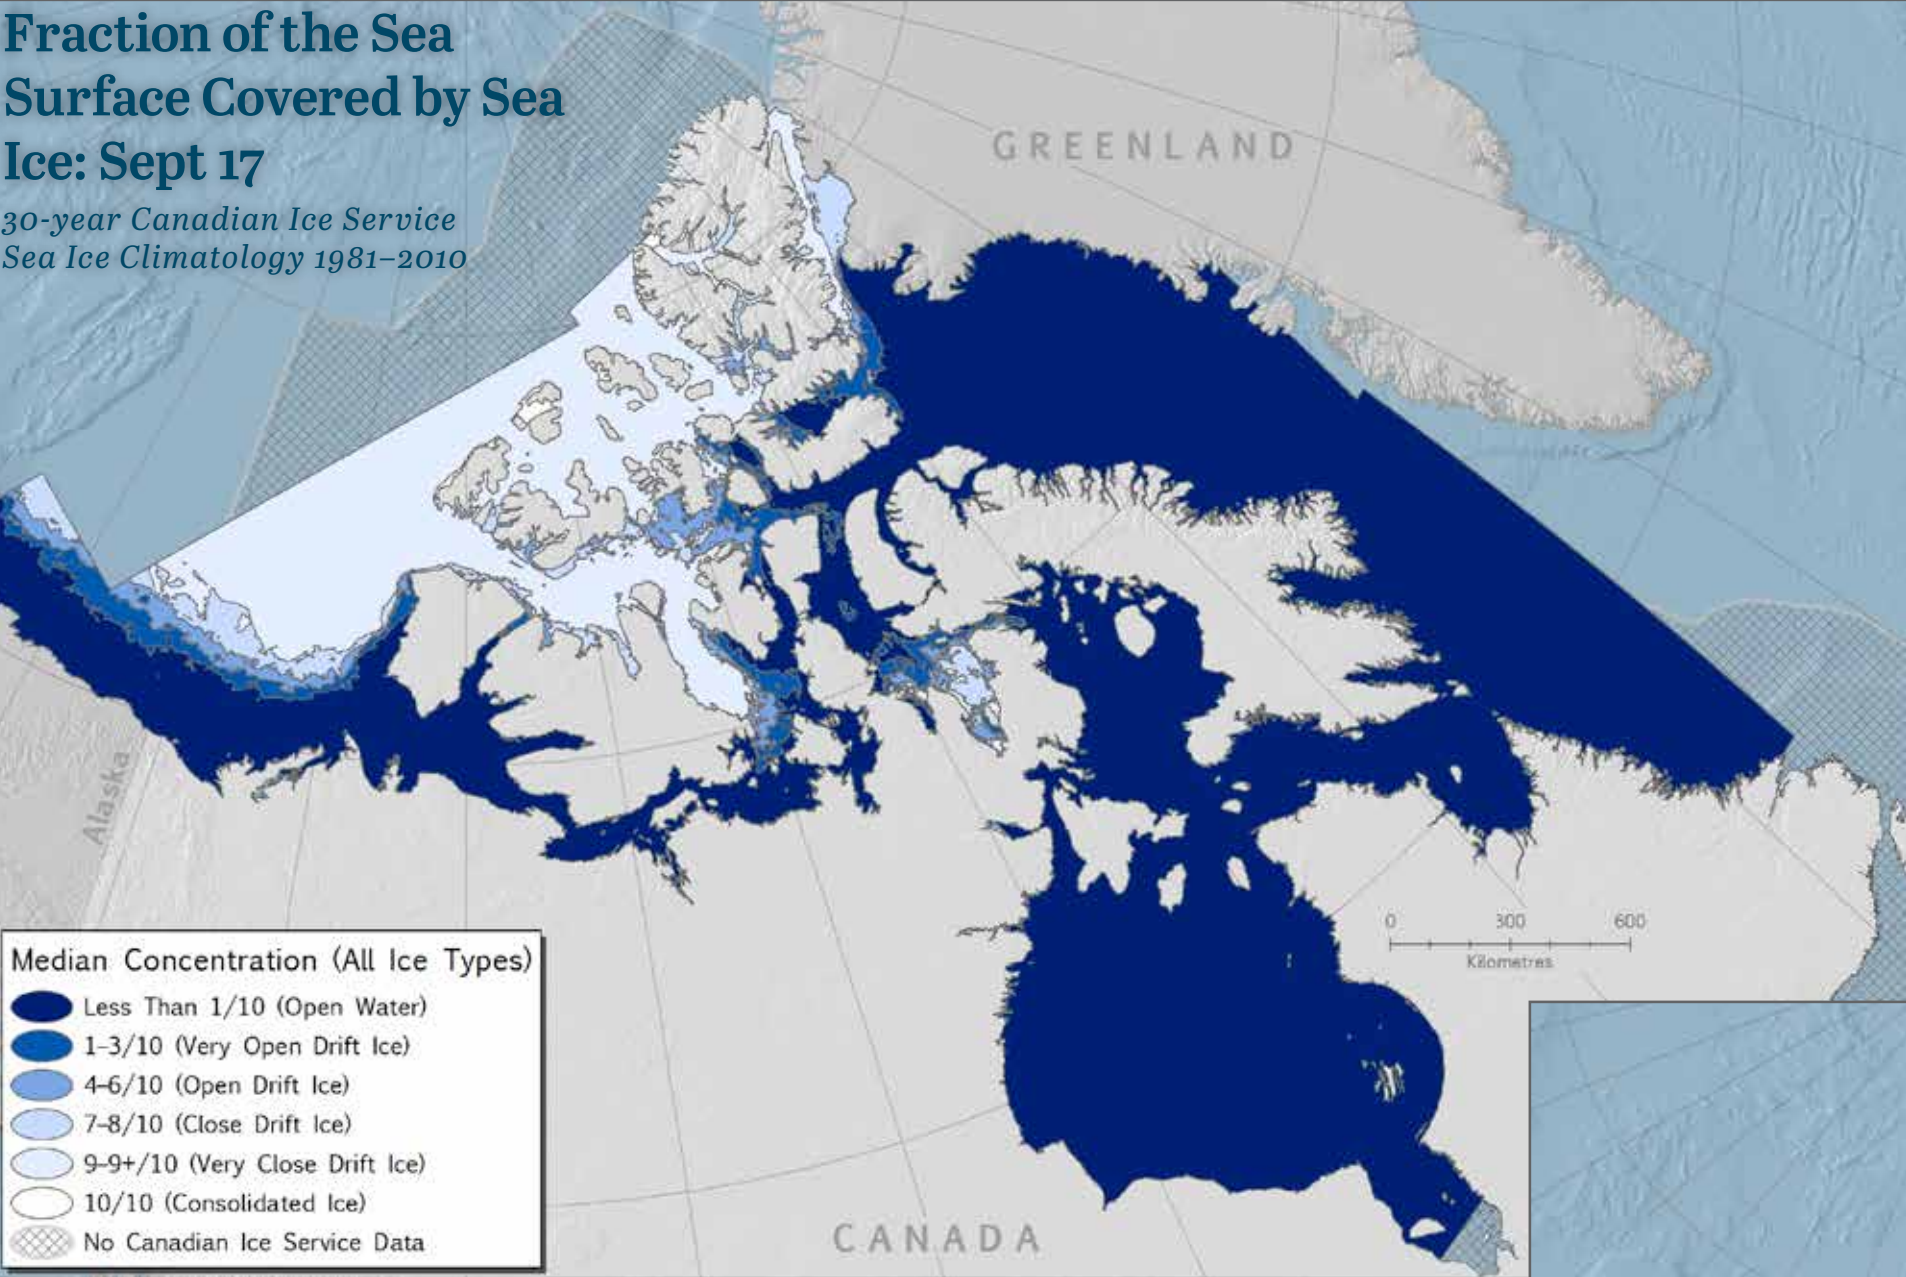 Fraction of the Sea
Surface Covered by Sea
Ice: Sept 17
30-year Canadian Ice Service
Sea Ice Climatology 1981–2010
GREENLAND
Alaska
0 300 600
Kilometres
Median Concentration (All Ice Types)
Less Than 1/10 (Open Water)
1–3/10 (Very Open Drift Ice)
4–6/10 (Open Drift Ice)
7–8/10 (Close Drift Ice)
9–9+/10 (Very Close Drift Ice)
10/10 (Consolidated Ice)
No Canadian Ice Service Data
CANADA